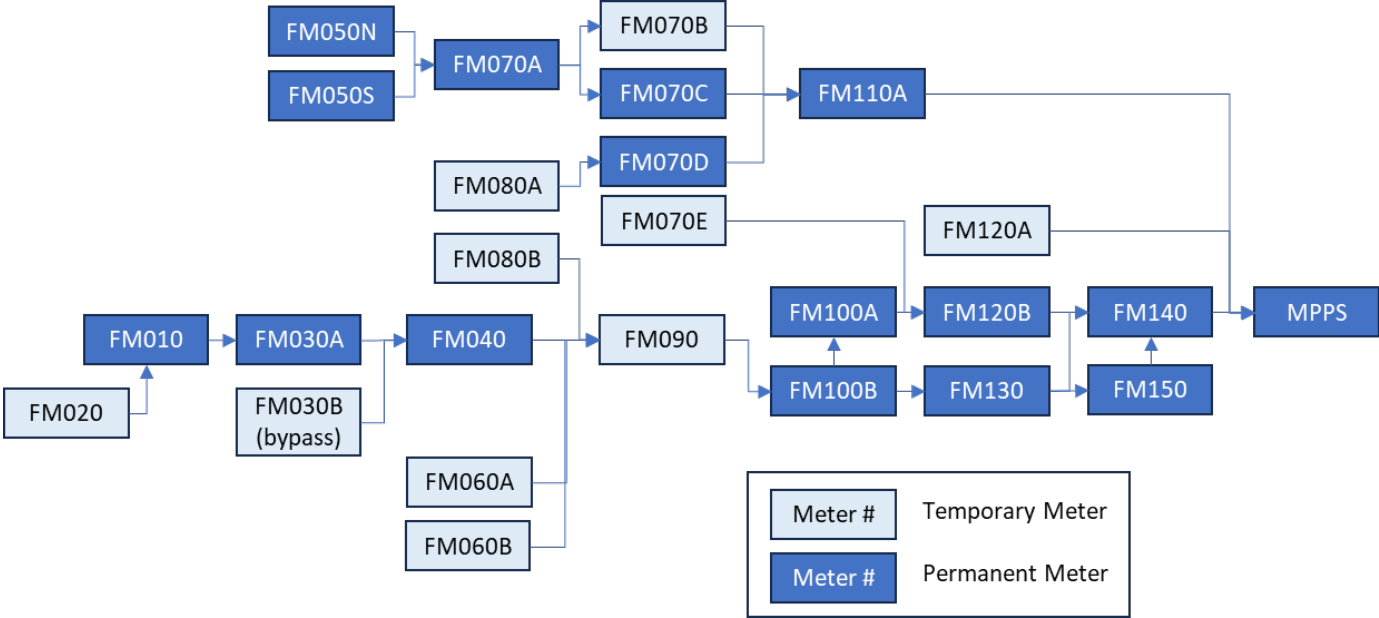 FM050N
FM070B
FM070A
FM050S
FM070C
FM110A
FM070D
FM080A
FM070E
FM120A
FM080B
FM100A
FM120B
FM140
MPPS
FM010
FM030A
FM040
FM090
FM100B
FM130
FM150
FM020
FM030B
(bypass)
FM060A
FM060B
Meter #
Temporary Meter
Meter #
Permanent Meter